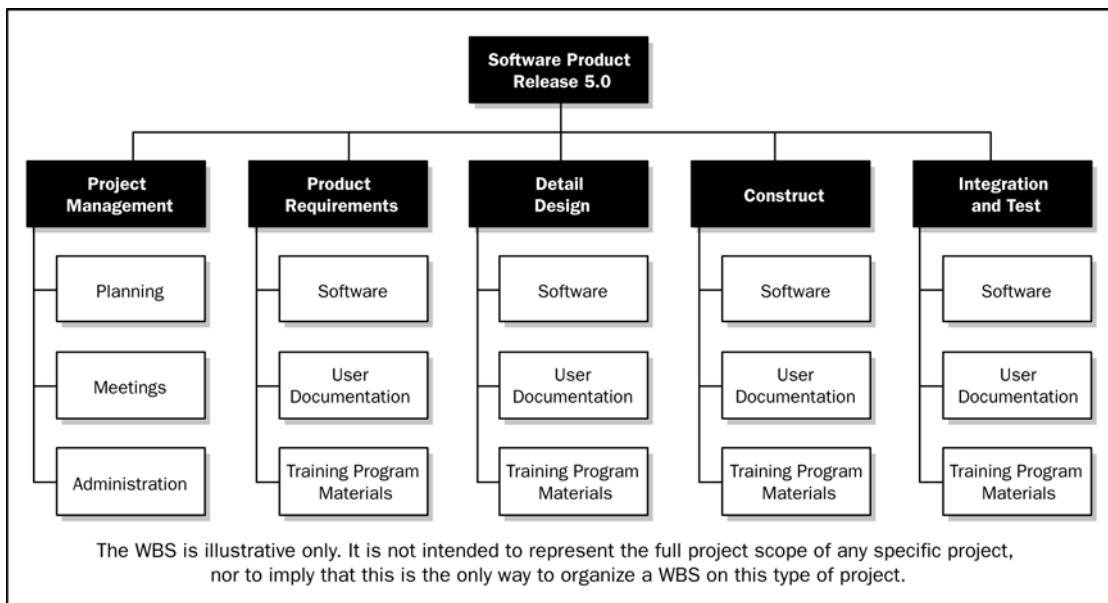 Software Product
Release 5.0
Project
Management
Product
Requirements
Detail
Design
Construct
Integration
and Test
Planning
Software
Software
Software
Software
Meetings
User
Documentation
User
Documentation
User
Documentation
User
Documentation
Administration
Training Program
Materials
Training Program
Materials
Training Program
Materials
Training Program
Materials
The WBS is illustrative only. It is not intended to represent the full project scope of any specific project,
nor to imply that this is the only way to organize a WBS on this type of project.